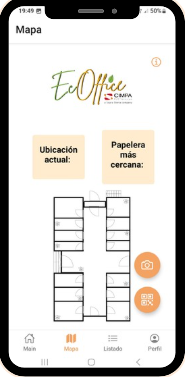 19:49
50%
Mapa
EcOffice
CIMPA
Ubicación
actual:
Papelera
más
cercana:
Main
Mapa
Listado
Perfil